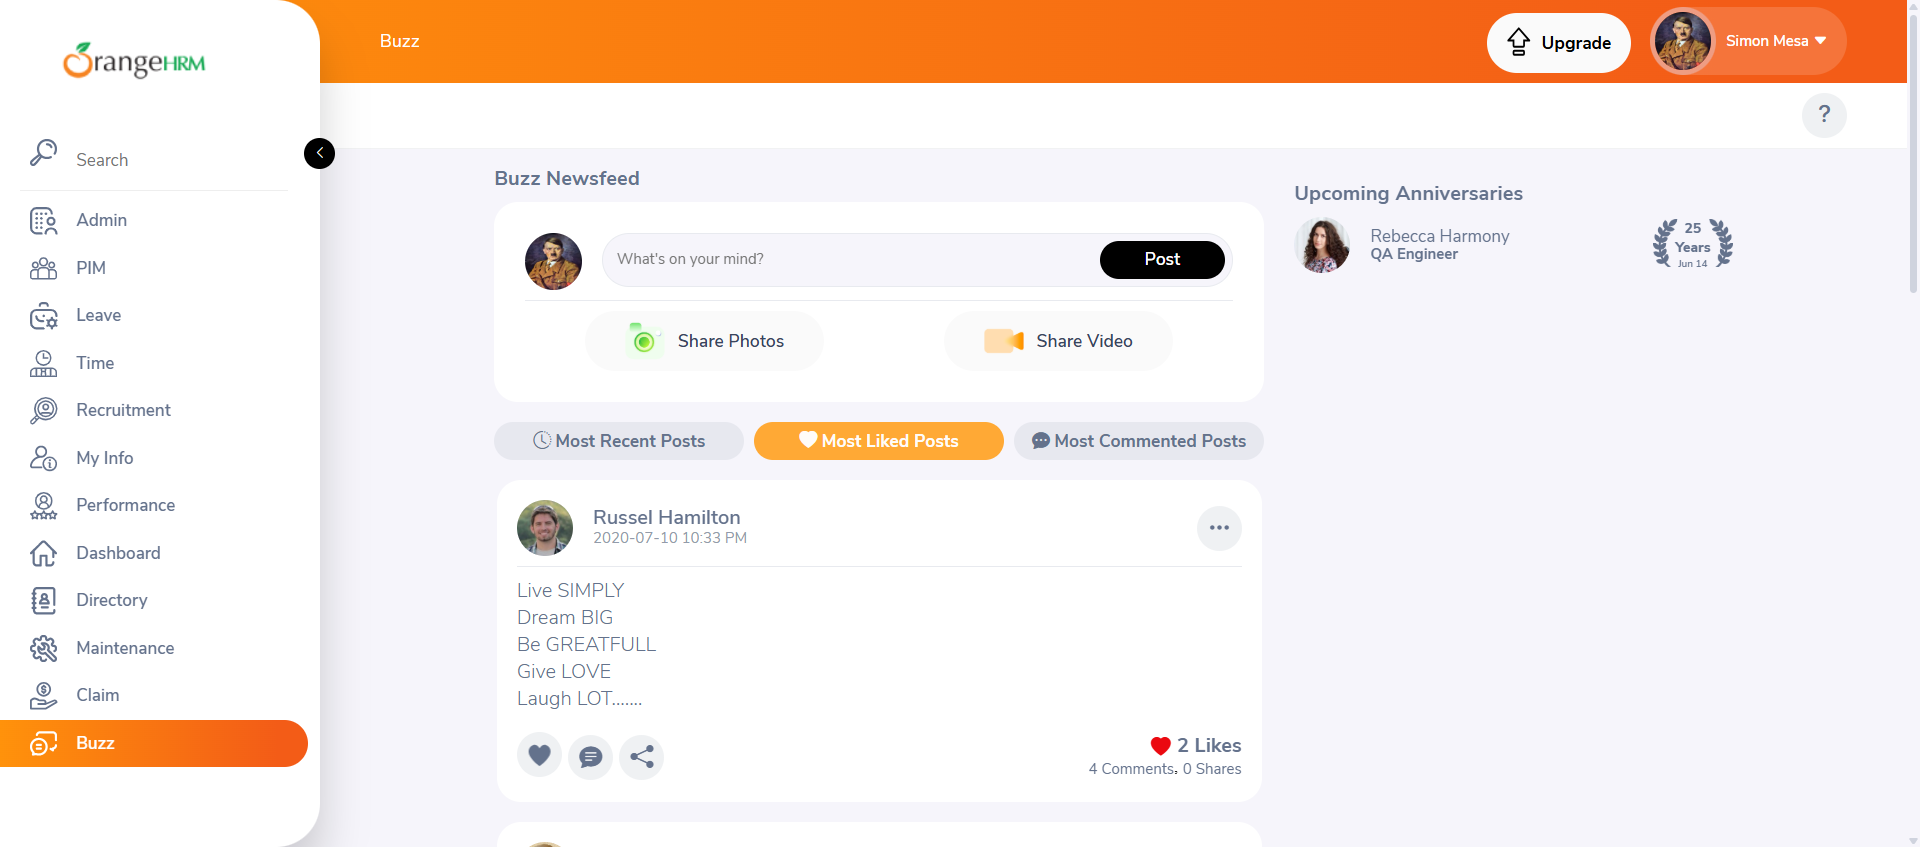 OrangeHRM
Search
Admin
PIM
Leave
Time
Recruitment
My Info
Performance
Dashboard
Directory
Maintenance
Claim
Buzz
Buzz
Upgrade
Simon Mesa
?
Buzz Newsfeed
What's on your mind?
Post
Share Photos
Share Video
Most Recent Posts
Most Liked Posts
Most Commented Posts
Russel Hamilton
2020-07-10 10:33 PM
Live SIMPLY
Dream BIG
Be GREATFULL
Give LOVE
Laugh LOT.......
2 Likes
4 Comments, 0 Shares
Upcoming Anniversaries
Rebecca Harmony
QA Engineer
25
Years
Jun 14